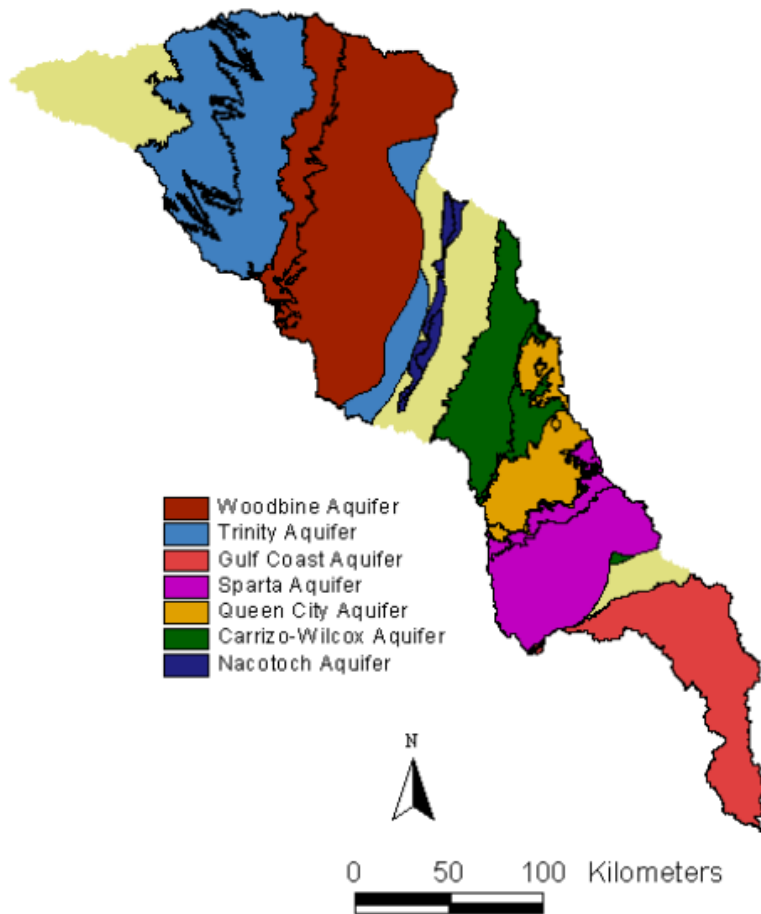 Woodbine Aquifer
Trinity Aquifer
Gulf Coast Aquifer
Sparta Aquifer
Queen City Aquifer
Carrizo-Wilcox Aquifer
Nacotoch Aquifer
N
0 50 100 Kilometers